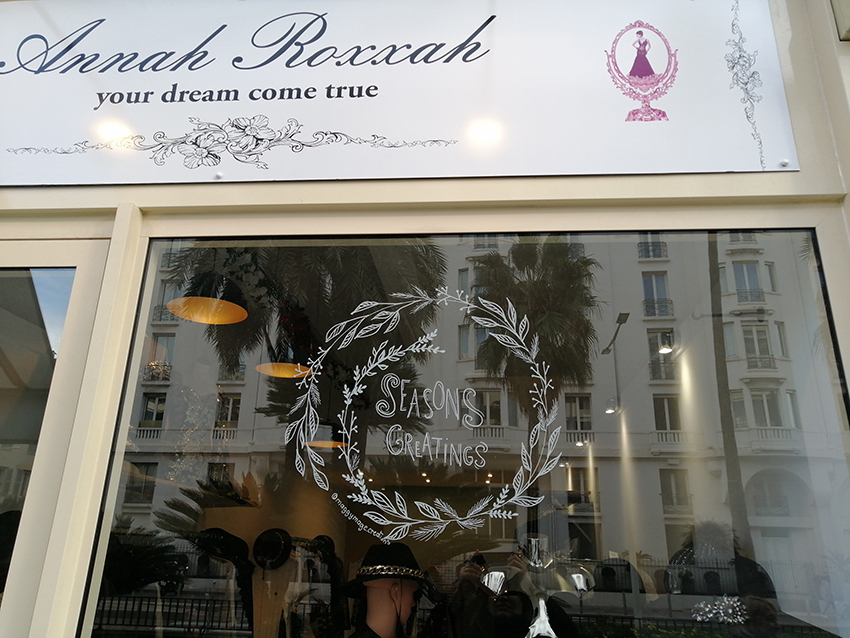 Annah Roxxah
your dream come true
SEASONS
GREATINGS